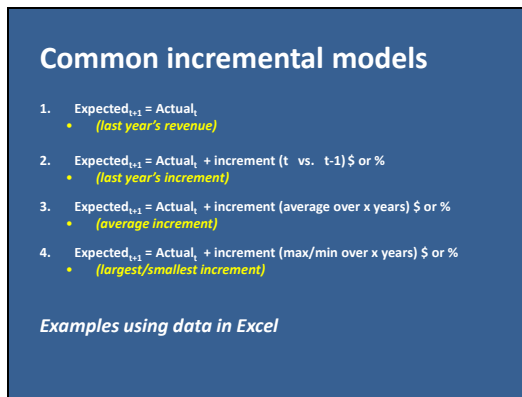 Common incremental models
1. Expectedₜ₊₁ = Actualₜ
• (last year's revenue)
2. Expectedₜ₊₁ = Actualₜ + increment (t vs. t-1) $ or %
• (last year's increment)
3. Expectedₜ₊₁ = Actualₜ + increment (average over x years) $ or %
• (average increment)
4. Expectedₜ₊₁ = Actualₜ + increment (max/min over x years) $ or %
• (largest/smallest increment)
Examples using data in Excel